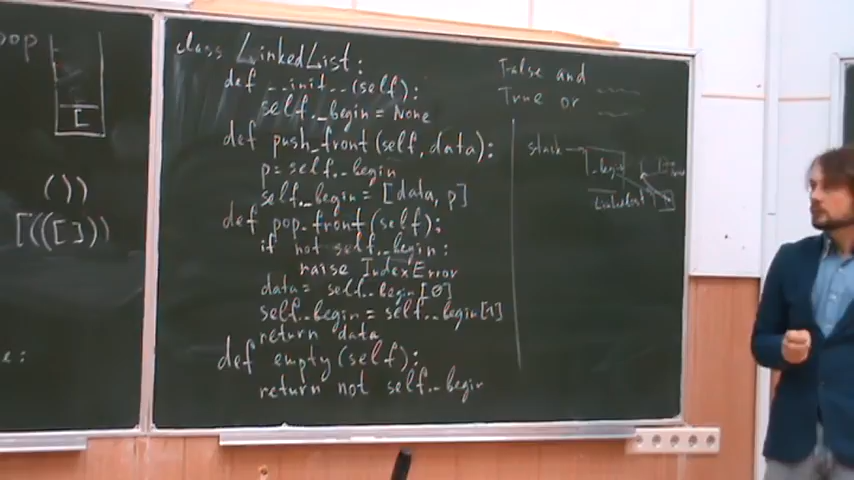 pop
[
())
[(([]))
e:
class LinkedList:
def __init__(self):
self._begin = None
def push_front(self, data):
p = self._begin
self._begin = [data, p]
def pop_front(self):
if not self._begin:
raise IndexError
data = self._begin[0]
self._begin = self._begin[1]
return data
def empty(self):
return not self._begin
False and
True or
stack
_begin
LinkedList